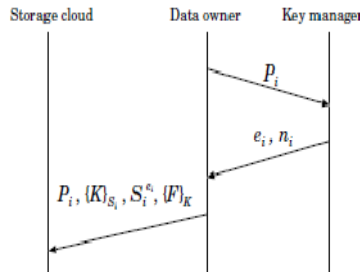 Storage cloud Data owner Key manager
P_i
e_i, n_i
P_i, {K}_{S_i}, S_i^{e_i}, {F}_K